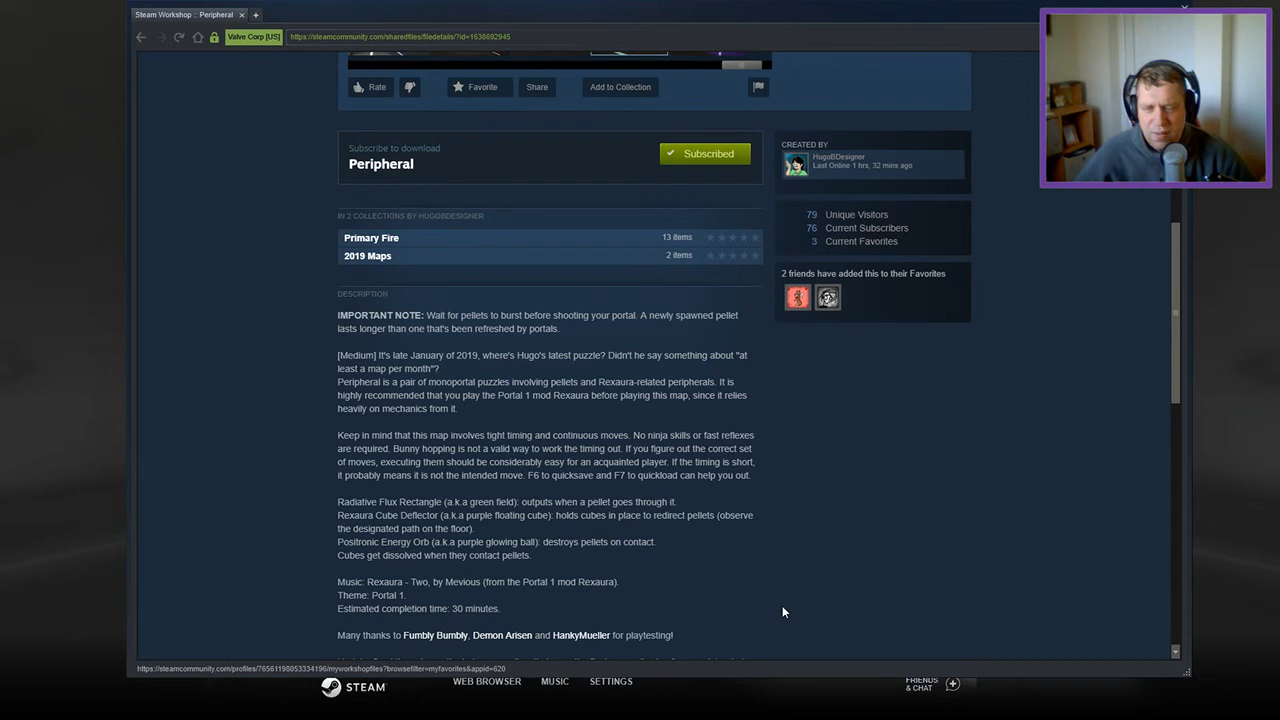 Steam Workshop :: Peripheral
Valve Corp [US]
https://steamcommunity.com/sharedfiles/filedetails/?id=1638692945
Rate
Favorite
Share
Add to Collection
Subscribe to download
Peripheral
Subscribed
CREATED BY
HugoBDesigner
Last Online 1 hrs, 32 mins ago
79 Unique Visitors
76 Current Subscribers
3 Current Favorites
2 friends have added this to their Favorites
IN 2 COLLECTIONS BY HUGOBDESIGNER
Primary Fire 13 items
2019 Maps 2 items
DESCRIPTION
IMPORTANT NOTE: Wait for pellets to burst before shooting your portal. A newly spawned pellet
lasts longer than one that's been refreshed by portals.
[Medium] It's late January of 2019, where's Hugo's latest puzzle? Didn't he say something about "at
least a map per month"?
Peripheral is a pair of monoportal puzzles involving pellets and Rexaura-related peripherals. It is
highly recommended that you play the Portal 1 mod Rexaura before playing this map, since it relies
heavily on mechanics from it.
Keep in mind that this map involves tight timing and continuous moves. No ninja skills or fast reflexes
are required. Bunny hopping is not a valid way to work the timing out. If you figure out the correct set
of moves, executing them should be considerably easy for an acquainted player. If the timing is short,
it probably means it is not the intended move. F6 to quicksave and F7 to quickload can help you out.
Radiative Flux Rectangle (a.k.a green field): outputs when a pellet goes through it.
Rexaura Cube Deflector (a.k.a purple floating cube): holds cubes in place to redirect pellets (observe
the designated path on the floor).
Positronic Energy Orb (a.k.a purple glowing ball): destroys pellets on contact.
Cubes get dissolved when they contact pellets.
Music: Rexaura - Two, by Mevious (from the Portal 1 mod Rexaura).
Theme: Portal 1.
Estimated completion time: 30 minutes.
Many thanks to Fumbly Bumbly, Demon Arisen and HankyMueller for playtesting!
https://steamcommunity.com/profiles/76561198053334196/myworkshopfiles?browsefilter=myfavorites&appid=620
STEAM
WEB BROWSER
MUSIC
SETTINGS
FRIENDS
& CHAT